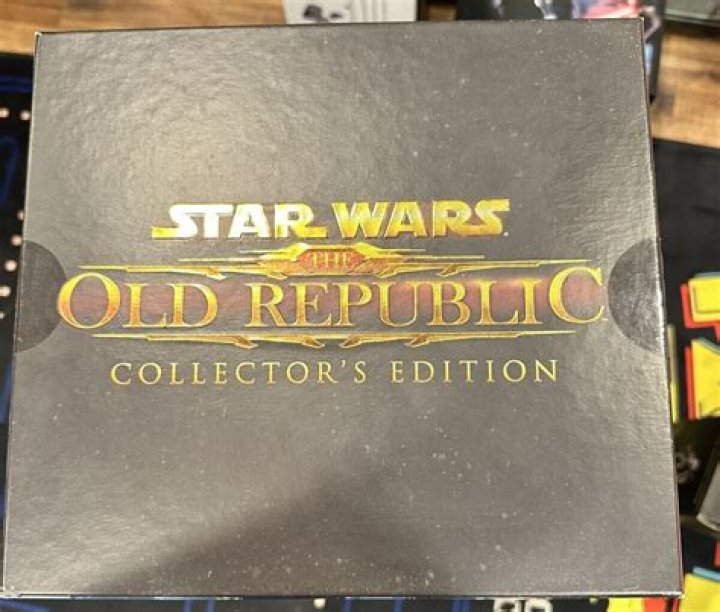 STAR WARS
THE
OLD REPUBLIC
COLLECTOR'S EDITION